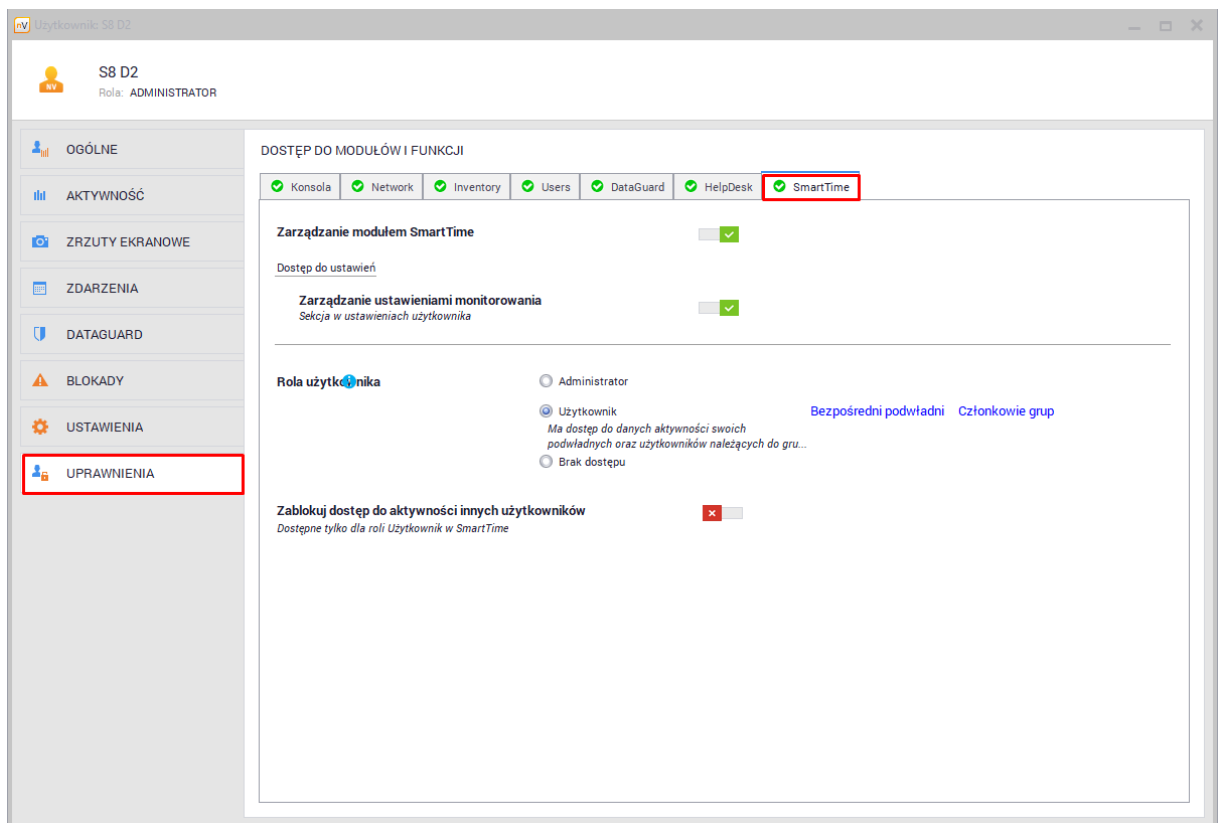 nV Użytkownik: S8 D2
S8 D2
NV
Rola: ADMINISTRATOR
OGÓLNE
AKTYWNOŚĆ
ZRZUTY EKRANOWE
ZDARZENIA
DATAGUARD
BLOKADY
USTAWIENIA
UPRAWNIENIA
DOSTĘP DO MODUŁÓW I FUNKCJI
Konsola Network Inventory Users DataGuard HelpDesk SmartTime
Zarządzanie modułem SmartTime
Dostęp do ustawień
Zarządzanie ustawieniami monitorowania
Sekcja w ustawieniach użytkownika
Rola użytkownika
Administrator
Użytkownik Bezpośredni podwładni Członkowie grup
Ma dostęp do danych aktywności swoich
podwładnych oraz użytkowników należących do gru...
Brak dostępu
Zablokuj dostęp do aktywności innych użytkowników
Dostępne tylko dla roli Użytkownik w SmartTime